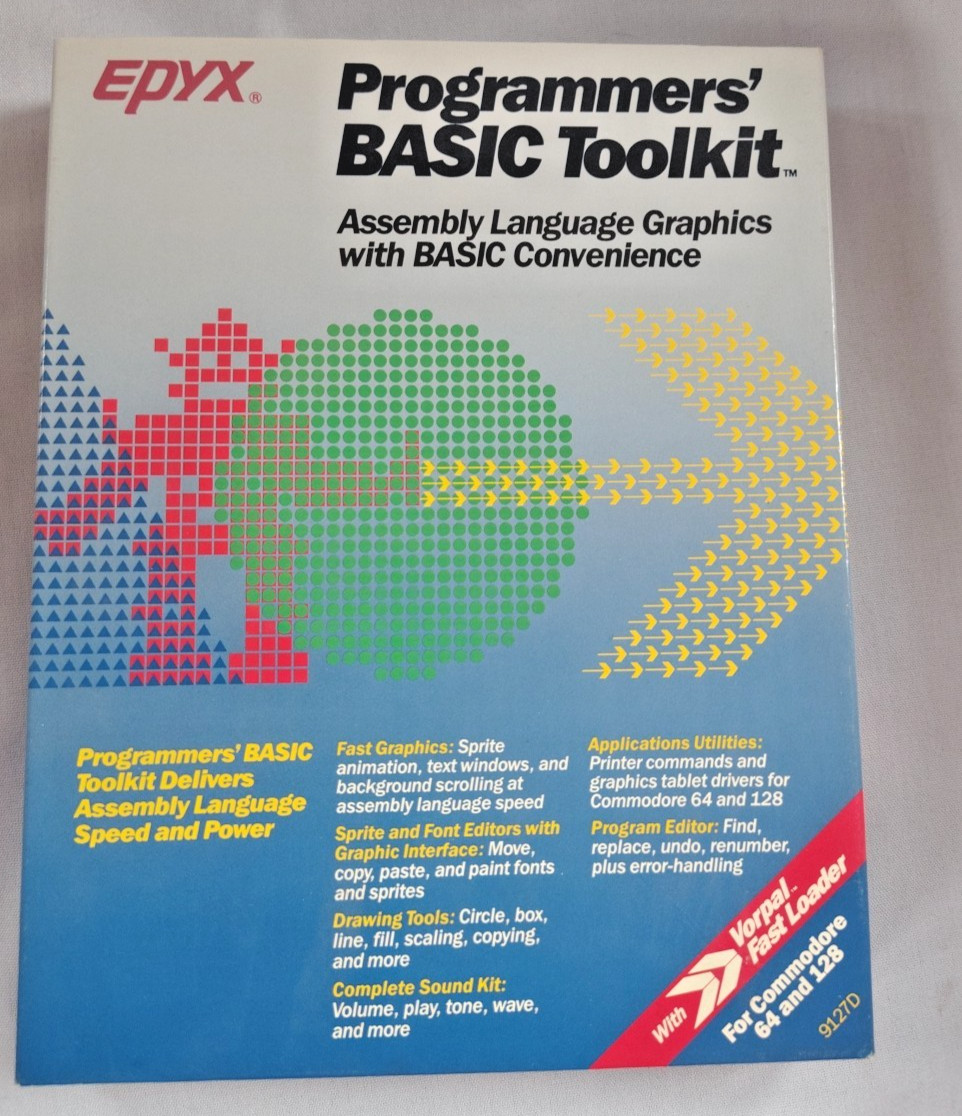 EPYX®
Programmers'
BASIC Toolkit™
Assembly Language Graphics
with BASIC Convenience
Programmers' BASIC
Toolkit Delivers
Assembly Language
Speed and Power
Fast Graphics: Sprite
animation, text windows, and
background scrolling at
assembly language speed
Sprite and Font Editors with
Graphic Interface: Move,
copy, paste, and paint fonts
and sprites
Drawing Tools: Circle, box,
line, fill, scaling, copying,
and more
Complete Sound Kit:
Volume, play, tone, wave,
and more
Applications Utilities:
Printer commands and
graphics tablet drivers for
Commodore 64 and 128
Program Editor: Find,
replace, undo, renumber,
plus error-handling
With
Vorpal™
Fast Loader
For Commodore
64 and 128
9127D